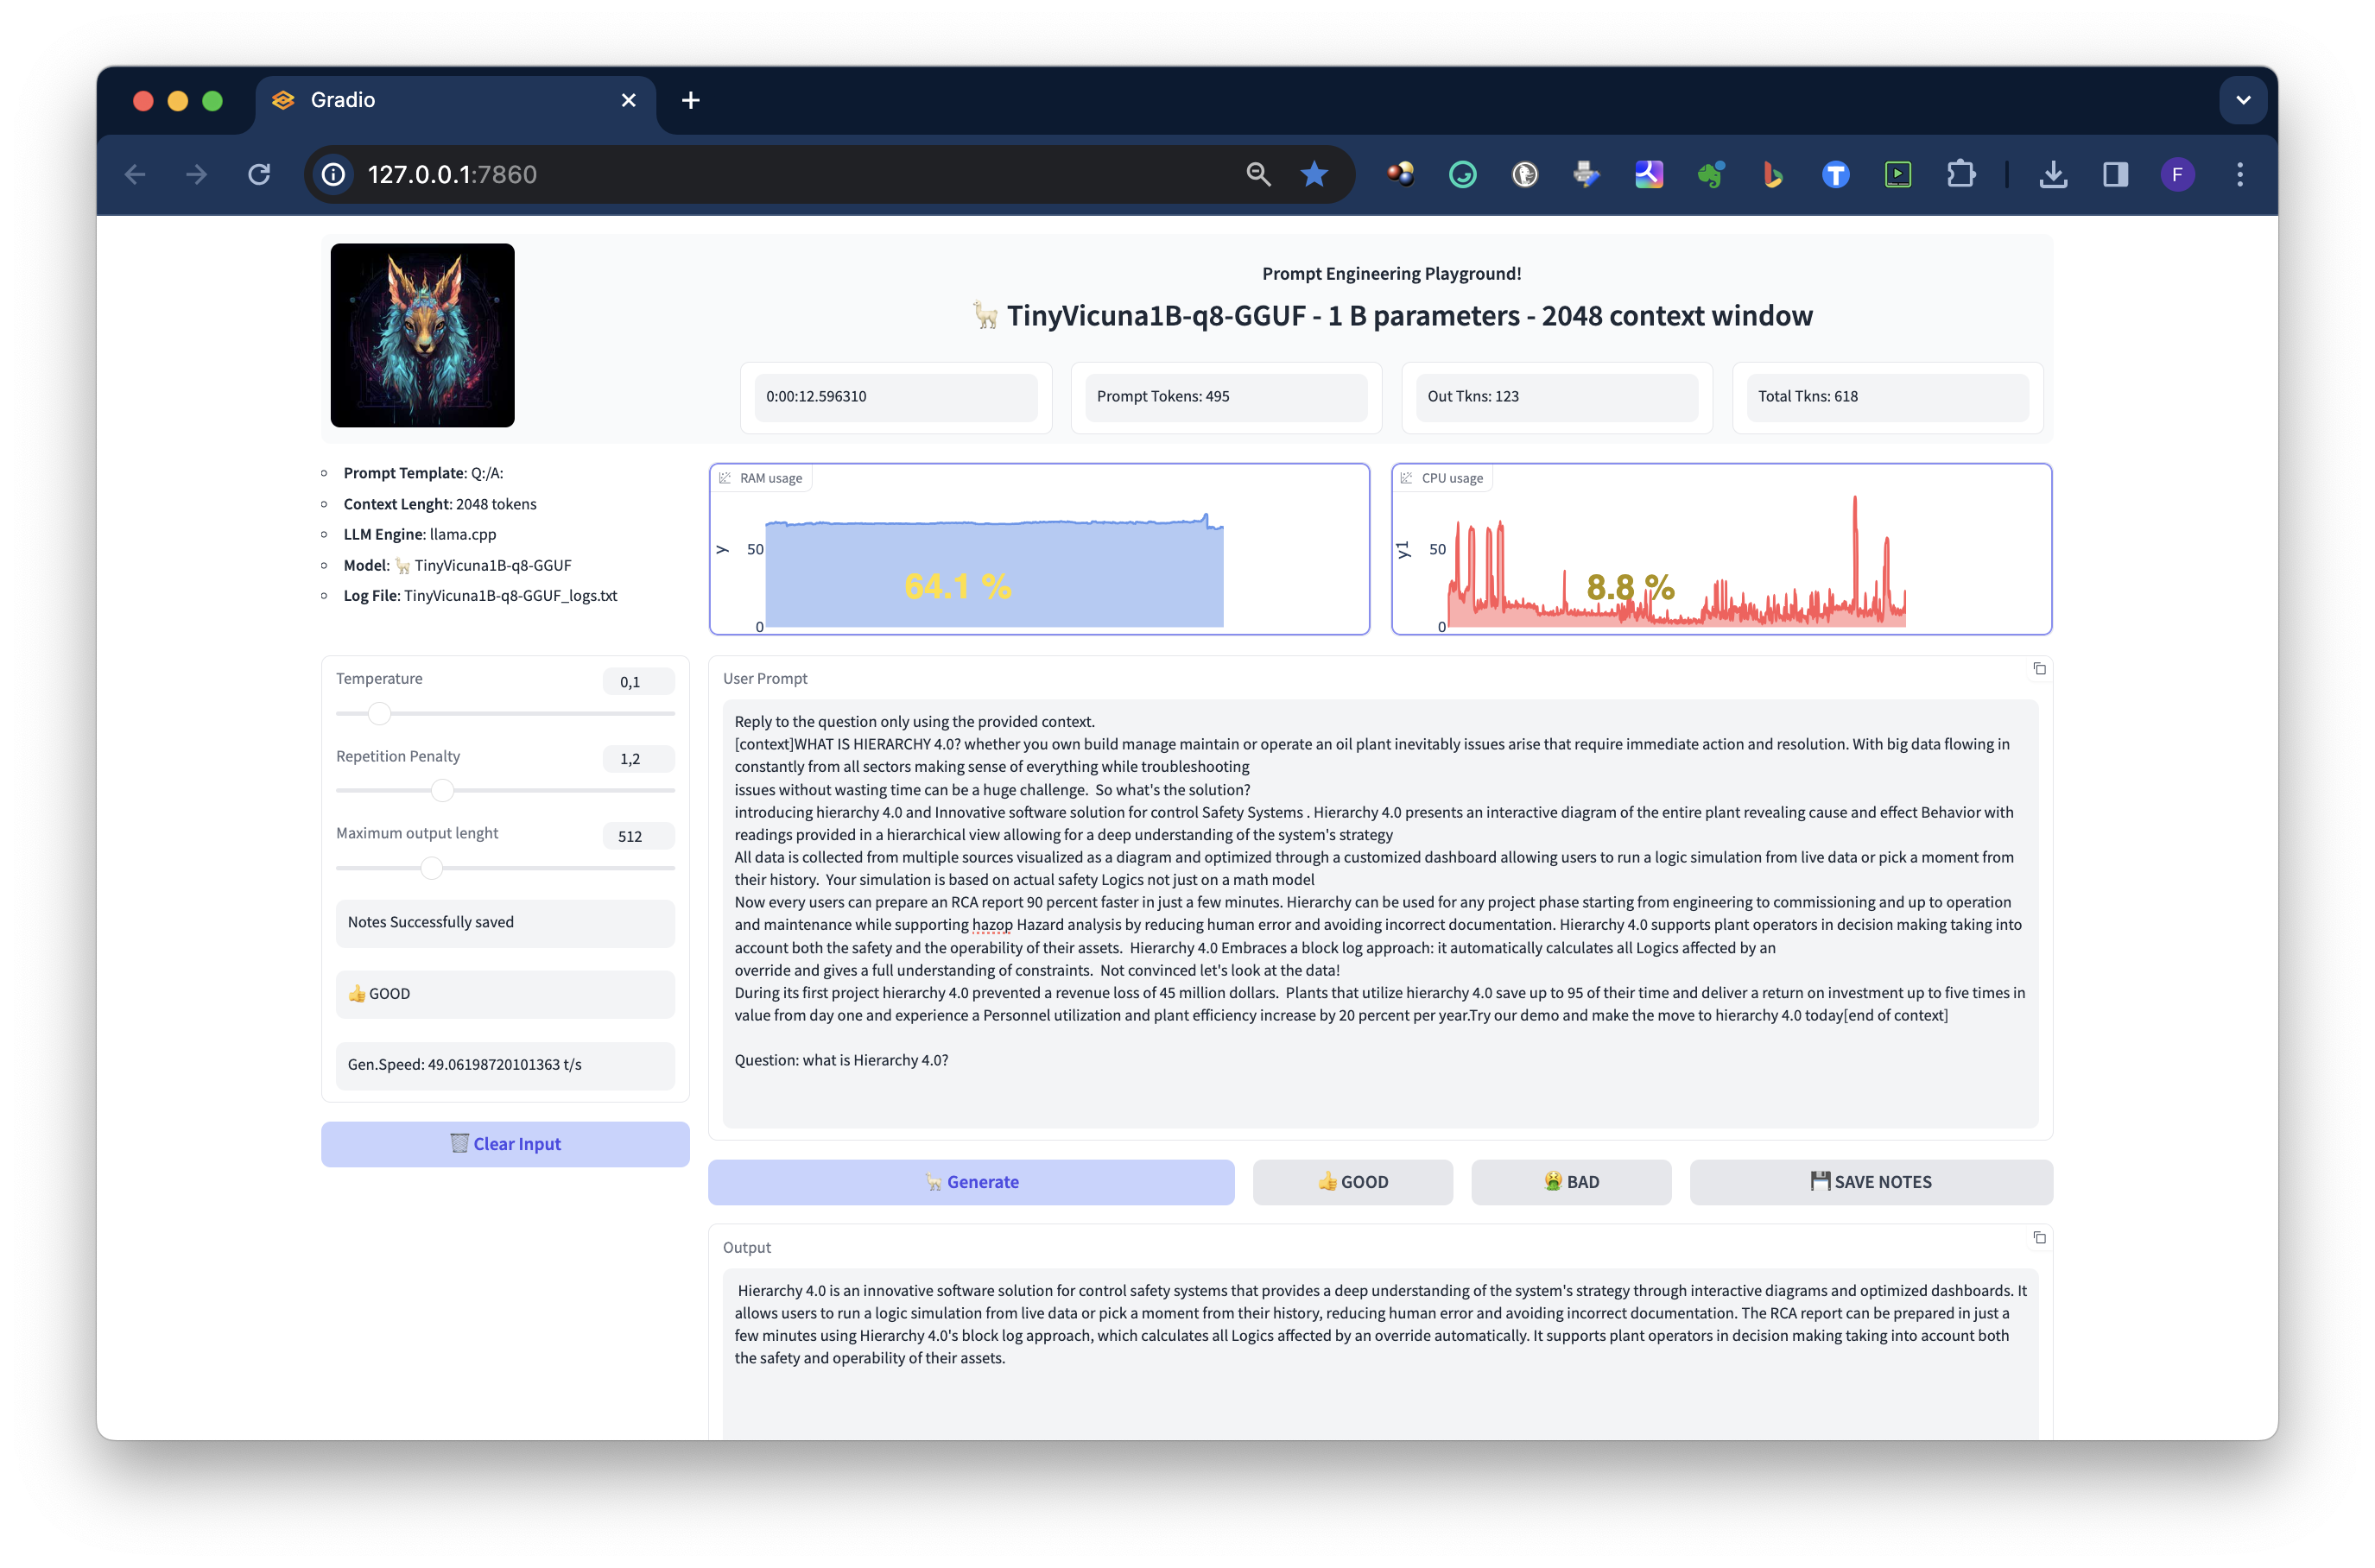 Gradio
127.0.0.1:7860
F
Prompt Engineering Playground!
🦙 TinyVicuna1B-q8-GGUF - 1 B parameters - 2048 context window
0:00:12.596310
Prompt Tokens: 495
Out Tkns: 123
Total Tkns: 618
Prompt Template: Q:/A:
Context Lenght: 2048 tokens
LLM Engine: llama.cpp
Model: 🦙 TinyVicuna1B-q8-GGUF
Log File: TinyVicuna1B-q8-GGUF_logs.txt
RAM usage
y
50
64.1 %
0
CPU usage
y1
50
8.8 %
0
Temperature
0,1
Repetition Penalty
1,2
Maximum output lenght
512
Notes Successfully saved
👍 GOOD
Gen.Speed: 49.06198720101363 t/s
🗑️ Clear Input
User Prompt
Reply to the question only using the provided context.
[context]WHAT IS HIERARCHY 4.0? whether you own build manage maintain or operate an oil plant inevitably issues arise that require immediate action and resolution. With big data flowing in
constantly from all sectors making sense of everything while troubleshooting
issues without wasting time can be a huge challenge.  So what's the solution?
introducing hierarchy 4.0 and Innovative software solution for control Safety Systems . Hierarchy 4.0 presents an interactive diagram of the entire plant revealing cause and effect Behavior with
readings provided in a hierarchical view allowing for a deep understanding of the system's strategy
All data is collected from multiple sources visualized as a diagram and optimized through a customized dashboard allowing users to run a logic simulation from live data or pick a moment from
their history.  Your simulation is based on actual safety Logics not just on a math model
Now every users can prepare an RCA report 90 percent faster in just a few minutes. Hierarchy can be used for any project phase starting from engineering to commissioning and up to operation
and maintenance while supporting hazop Hazard analysis by reducing human error and avoiding incorrect documentation. Hierarchy 4.0 supports plant operators in decision making taking into
account both the safety and the operability of their assets.  Hierarchy 4.0 Embraces a block log approach: it automatically calculates all Logics affected by an
override and gives a full understanding of constraints.  Not convinced let's look at the data!
During its first project hierarchy 4.0 prevented a revenue loss of 45 million dollars.  Plants that utilize hierarchy 4.0 save up to 95 of their time and deliver a return on investment up to five times in
value from day one and experience a Personnel utilization and plant efficiency increase by 20 percent per year.Try our demo and make the move to hierarchy 4.0 today[end of context]
Question: what is Hierarchy 4.0?
🦙 Generate
👍 GOOD
🤮 BAD
💾 SAVE NOTES
Output
Hierarchy 4.0 is an innovative software solution for control safety systems that provides a deep understanding of the system's strategy through interactive diagrams and optimized dashboards. It
allows users to run a logic simulation from live data or pick a moment from their history, reducing human error and avoiding incorrect documentation. The RCA report can be prepared in just a
few minutes using Hierarchy 4.0's block log approach, which calculates all Logics affected by an override automatically. It supports plant operators in decision making taking into account both
the safety and operability of their assets.